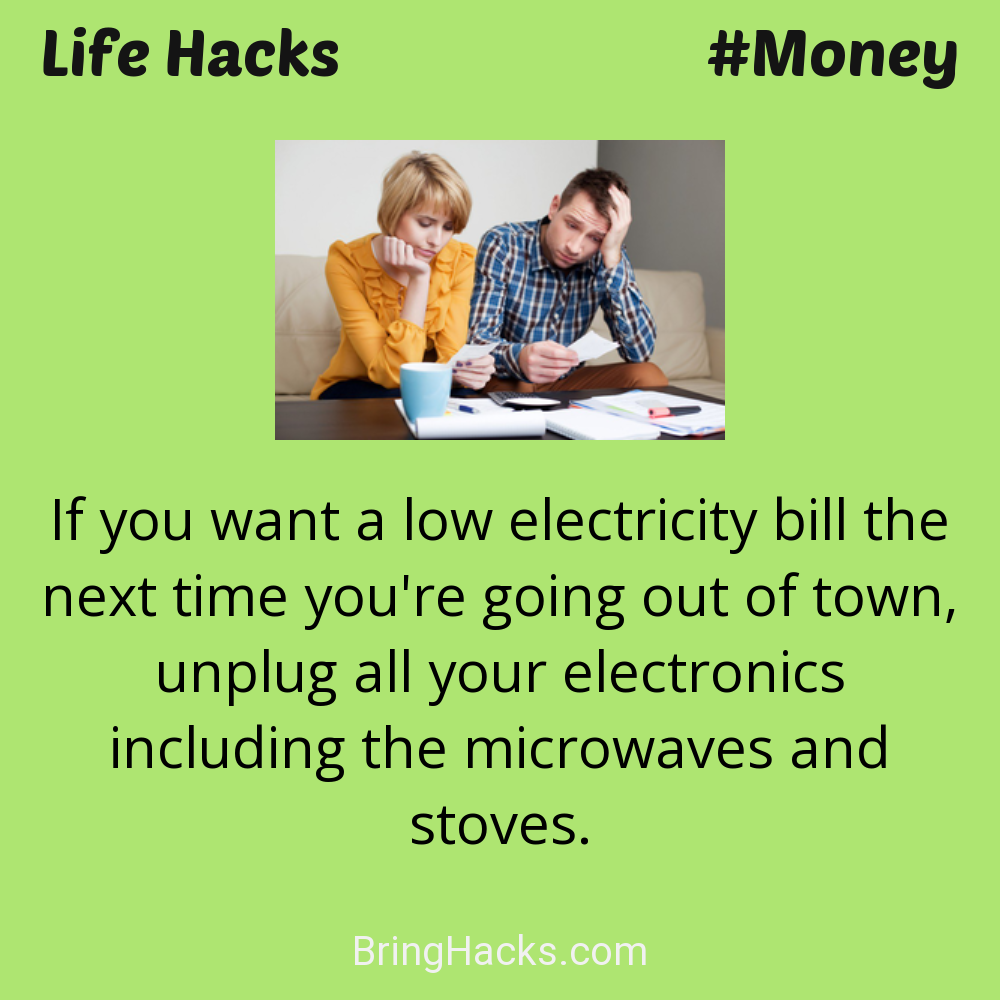 Life Hacks
#Money
If you want a low electricity bill the
next time you're going out of town,
unplug all your electronics
including the microwaves and
stoves.
BringHacks.com